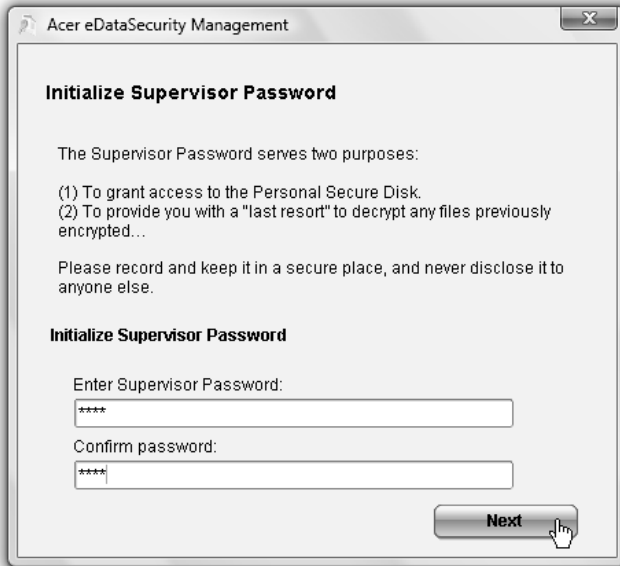 Acer eDataSecurity Management
Initialize Supervisor Password
The Supervisor Password serves two purposes:
(1) To grant access to the Personal Secure Disk.
(2) To provide you with a "last resort" to decrypt any files previously
encrypted...
Please record and keep it in a secure place, and never disclose it to
anyone else.
Initialize Supervisor Password
Enter Supervisor Password:
****
Confirm password:
****
Next